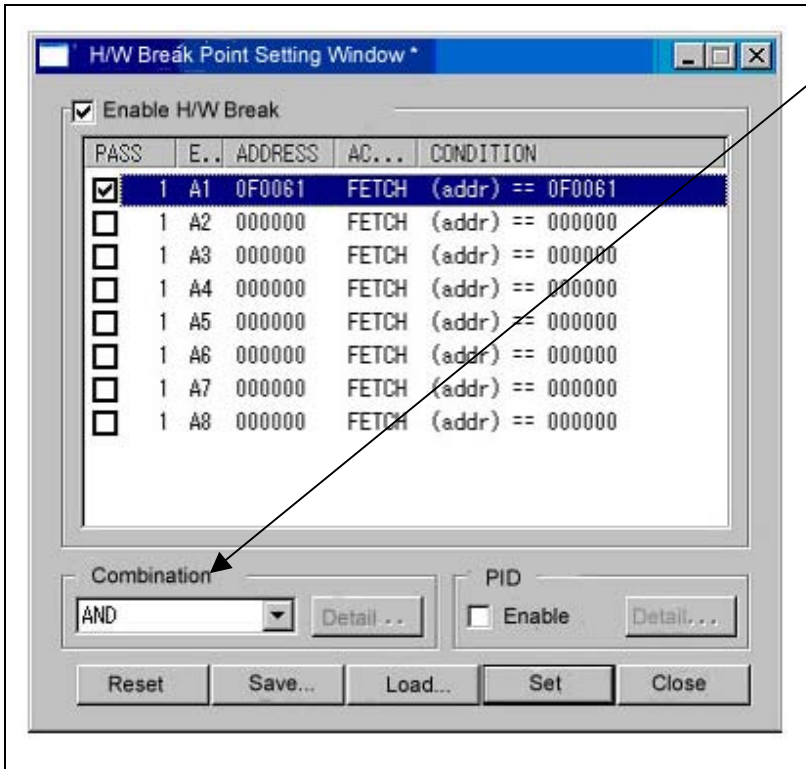 H/W Break Point Setting Window *
Enable H/W Break
PASS E.. ADDRESS AC... CONDITION
1 A1 0F0061 FETCH (addr) == 0F0061
1 A2 000000 FETCH (addr) == 000000
1 A3 000000 FETCH (addr) == 000000
1 A4 000000 FETCH (addr) == 000000
1 A5 000000 FETCH (addr) == 000000
1 A6 000000 FETCH (addr) == 000000
1 A7 000000 FETCH (addr) == 000000
1 A8 000000 FETCH (addr) == 000000
Combination PID
AND Detail . . Enable Detail...
Reset Save... Load... Set Close